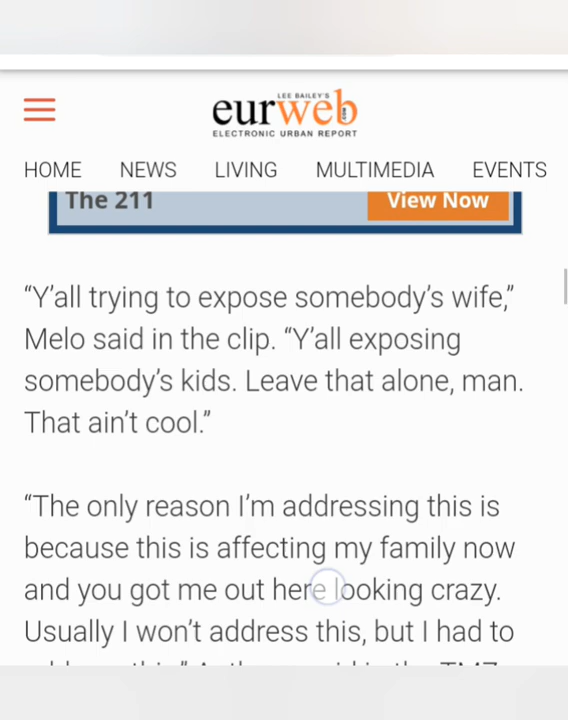 LEE BAILEY'S
eurweb
.COM
ELECTRONIC URBAN REPORT
HOME NEWS LIVING MULTIMEDIA EVENTS
The 211 View Now
“Y’all trying to expose somebody’s wife,”
Melo said in the clip. “Y’all exposing
somebody’s kids. Leave that alone, man.
That ain’t cool.”
“The only reason I’m addressing this is
because this is affecting my family now
and you got me out here looking crazy.
Usually I won’t address this, but I had to